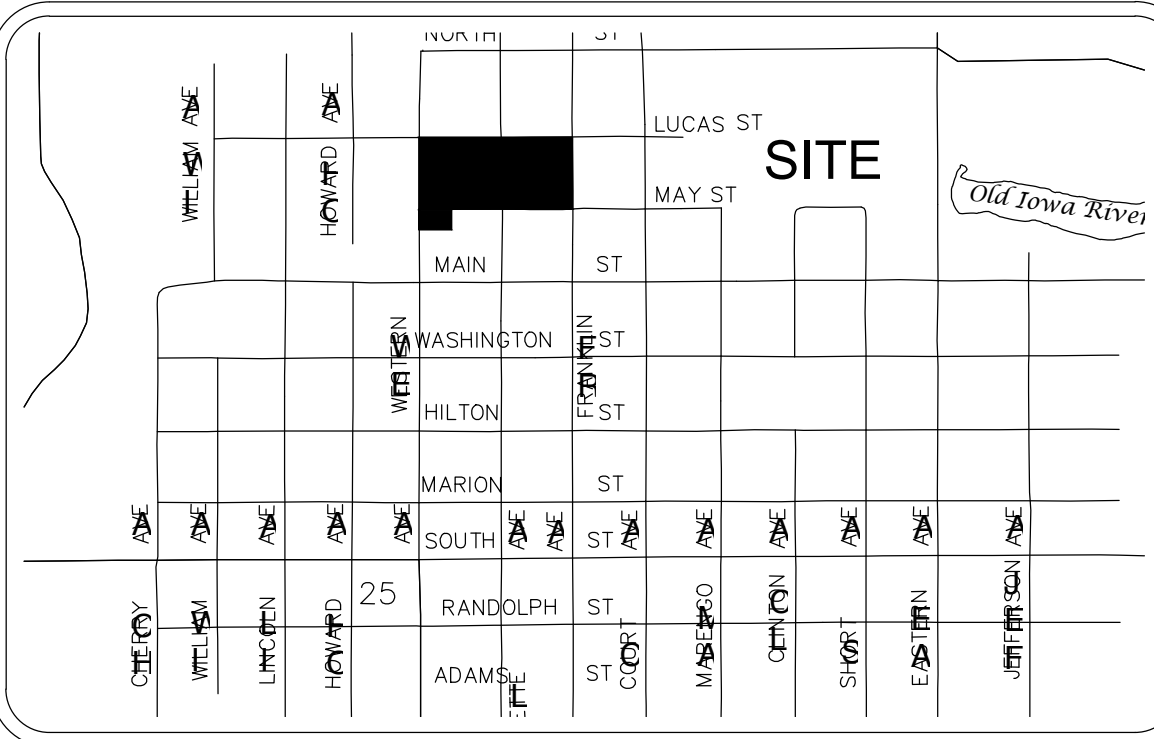 NORTH ST
LUCAS ST
SITE
MAY ST
Old Iowa River
WILLIAM AVE
HOWARD AVE
MAIN ST
WASHINGTON ST
WESTERN
FRANKLIN
HILTON ST
MARION ST
AVE
AVE
AVE
AVE
AVE
SOUTH ST
AVE
AVE
AVE
AVE
AVE
AVE
AVE
AVE
25
RANDOLPH ST
CHERRY
WILLIAM
LINCOLN
HOWARD
ADAMS ST
COURT
MARENGO
CLINTON
SHORT
EASTERN
JEFFERSON